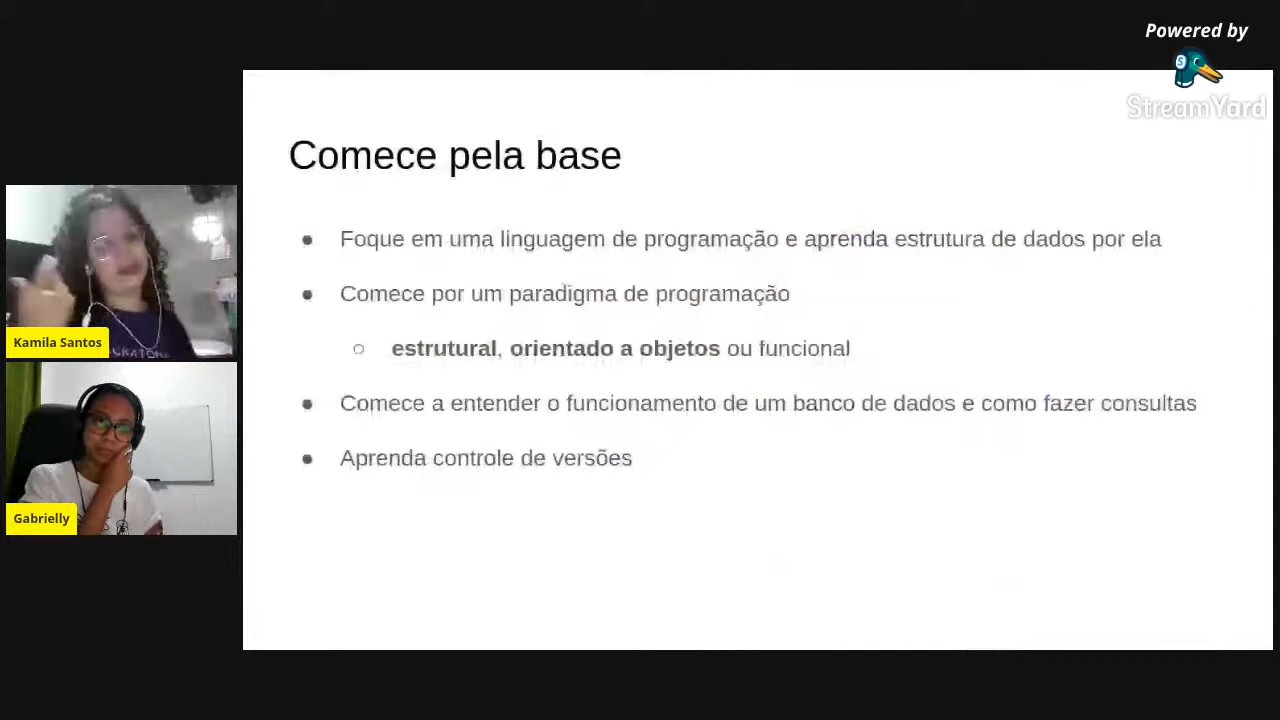 Powered by
StreamYard
Comece pela base
Foque em uma linguagem de programação e aprenda estrutura de dados por ela
Comece por um paradigma de programação
estrutural, orientado a objetos ou funcional
Comece a entender o funcionamento de um banco de dados e como fazer consultas
Aprenda controle de versões
Kamila Santos
Gabrielly